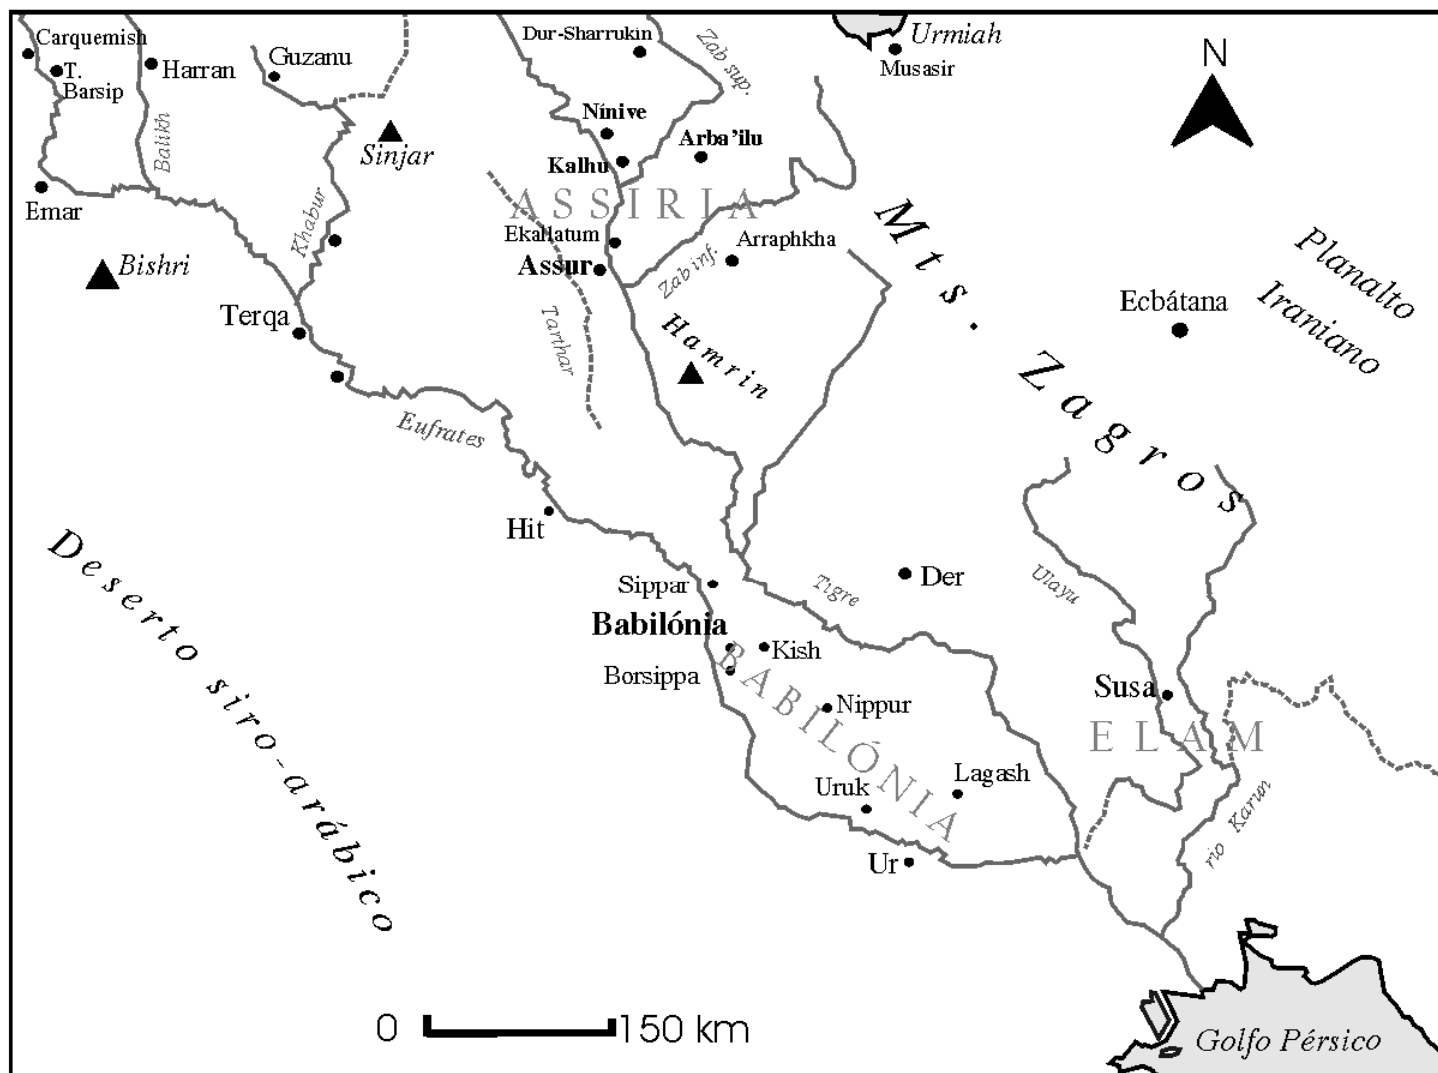 Carquemish
T.
Barsip
Harran
Guzanu
Dur-Sharrukin
Zab sup.
Urmiah
Musasir
N
Balikh
Sinjar
Nínive
Kalhu
Arba'ilu
ASSIRIA
Emar
Khabur
Bishri
Ekallatum
Assur
Zab inf.
Arraphkha
Mts. Zagros
Planalto
Iraniano
Ecbátana
Terqa
Tarthar
Hamrin
Eufrates
Hit
Deserto siro-arábico
Sippar
Tigre
Der
Ulayu
Babilónia
Kish
Borsippa
BABILÓNIA
Nippur
Susa
ELAM
Uruk
Lagash
rio Karun
Ur
0 150 km
Golfo Pérsico